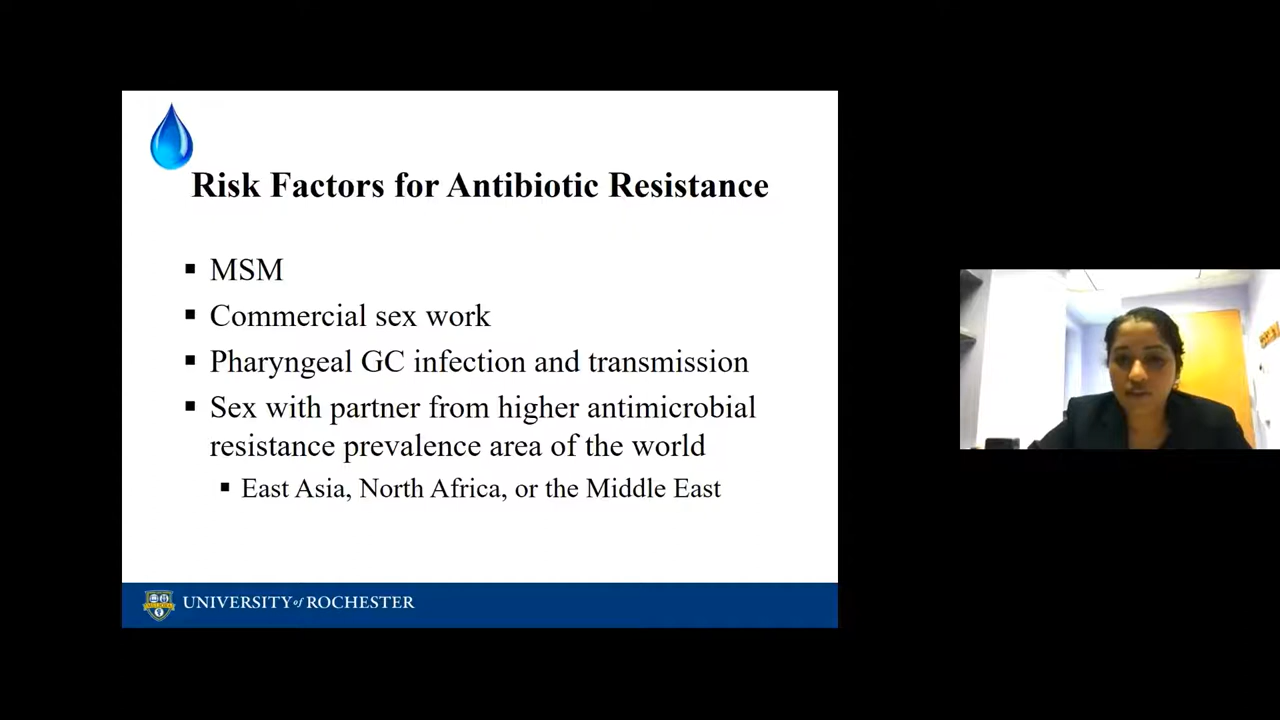 Risk Factors for Antibiotic Resistance
▪ MSM
▪ Commercial sex work
▪ Pharyngeal GC infection and transmission
▪ Sex with partner from higher antimicrobial
resistance prevalence area of the world
▪ East Asia, North Africa, or the Middle East
UNIVERSITY of ROCHESTER